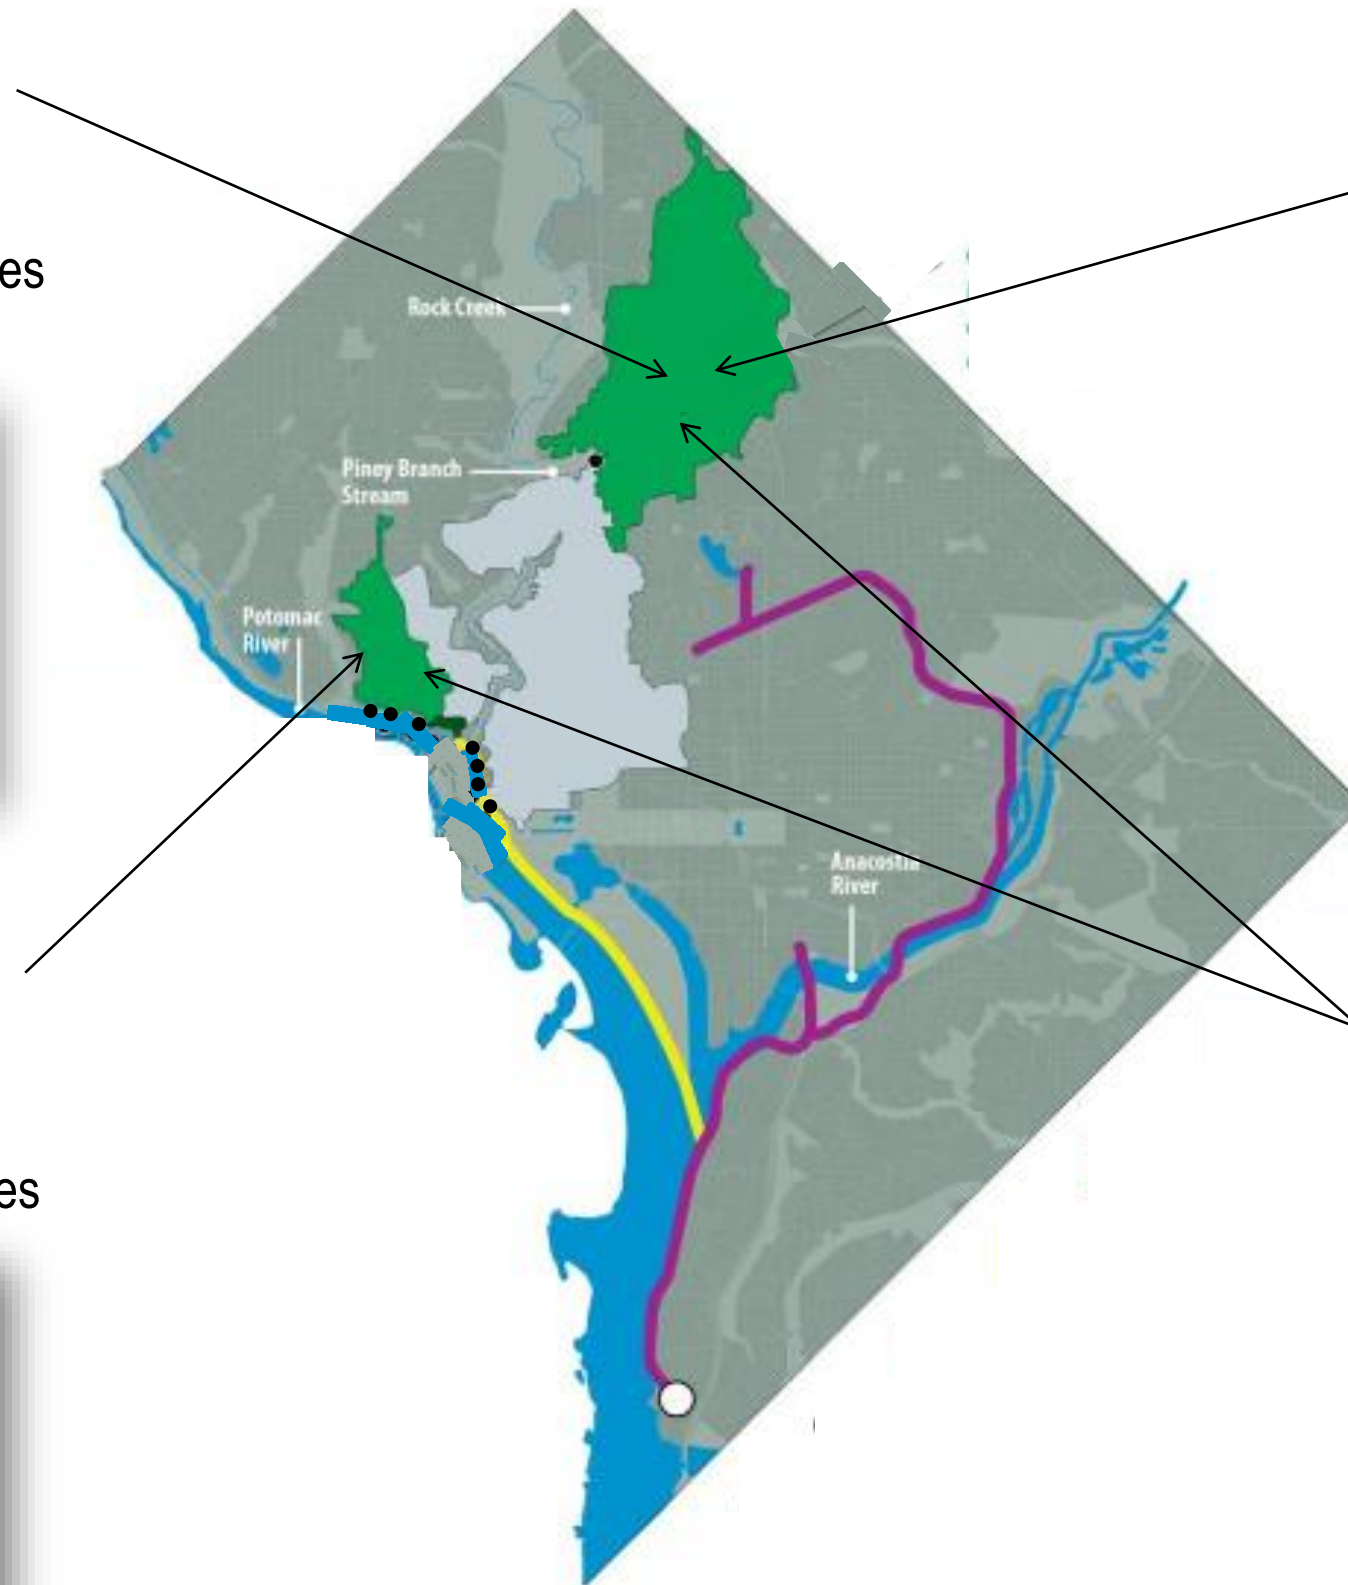 es
Rock Creek
Piney Branch
Stream
Potomac
River
Anacostia
River
es